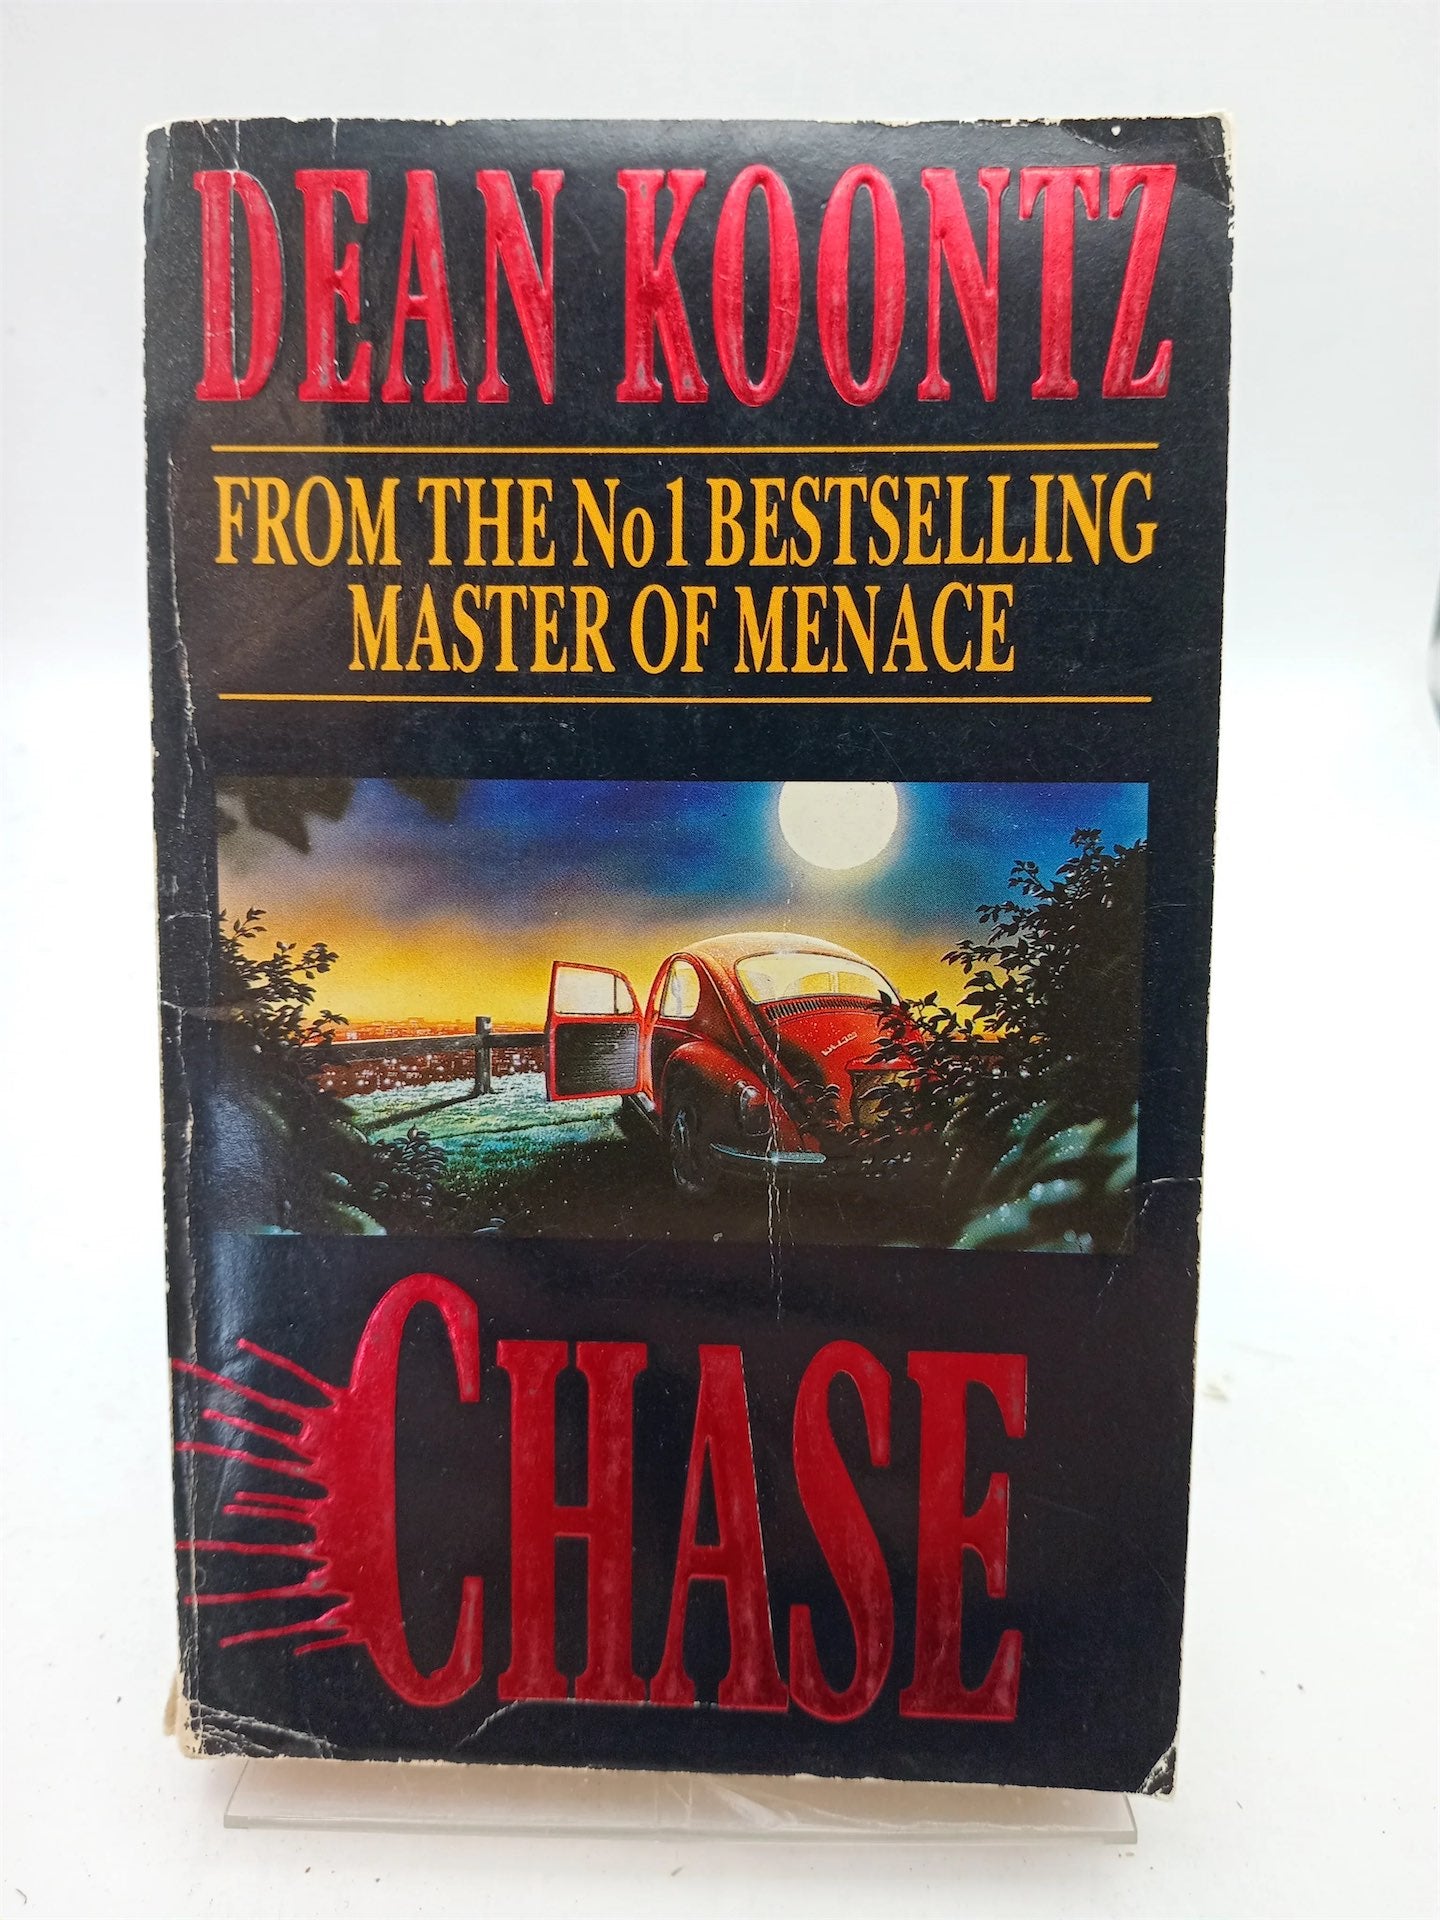 DEAN KOONTZ
FROM THE No1 BESTSELLING
MASTER OF MENACE
CHASE